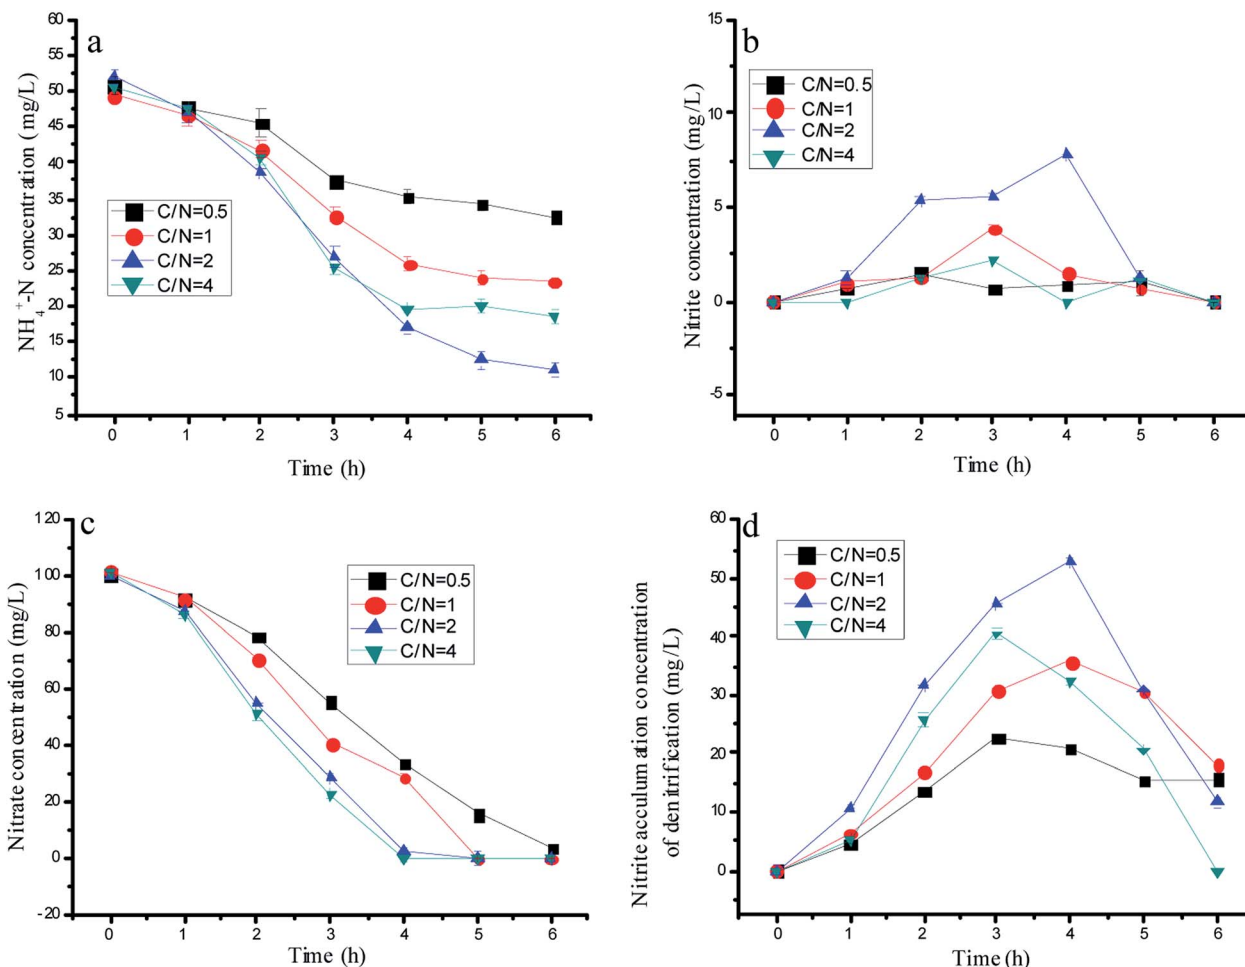 a
NH4+-N concentration (mg/L)
60
55
50
45
40
35
30
25
20
15
10
5
C/N=0.5
C/N=1
C/N=2
C/N=4
0 1 2 3 4 5 6
Time (h)
b
Nitrite concentration (mg/L)
15
10
5
0
-5
C/N=0.5
C/N=1
C/N=2
C/N=4
0 1 2 3 4 5 6
Time (h)
c
Nitrate concentration (mg/L)
120
100
80
60
40
20
0
-20
C/N=0.5
C/N=1
C/N=2
C/N=4
0 1 2 3 4 5 6
Time (h)
d
Nitrite acculumation concentration
of denitrification (mg/L)
60
50
40
30
20
10
0
C/N=0.5
C/N=1
C/N=2
C/N=4
0 1 2 3 4 5 6
Time (h)